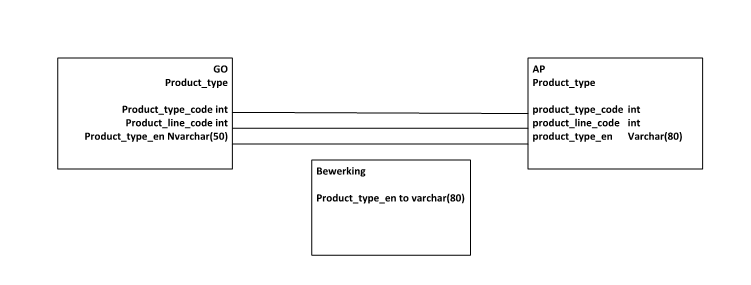 GO
Product_type
Product_type_code int
Product_line_code int
Product_type_en Nvarchar(50)
AP
Product_type
product_type_code int
product_line_code int
product_type_en Varchar(80)
Bewerking
Product_type_en to varchar(80)